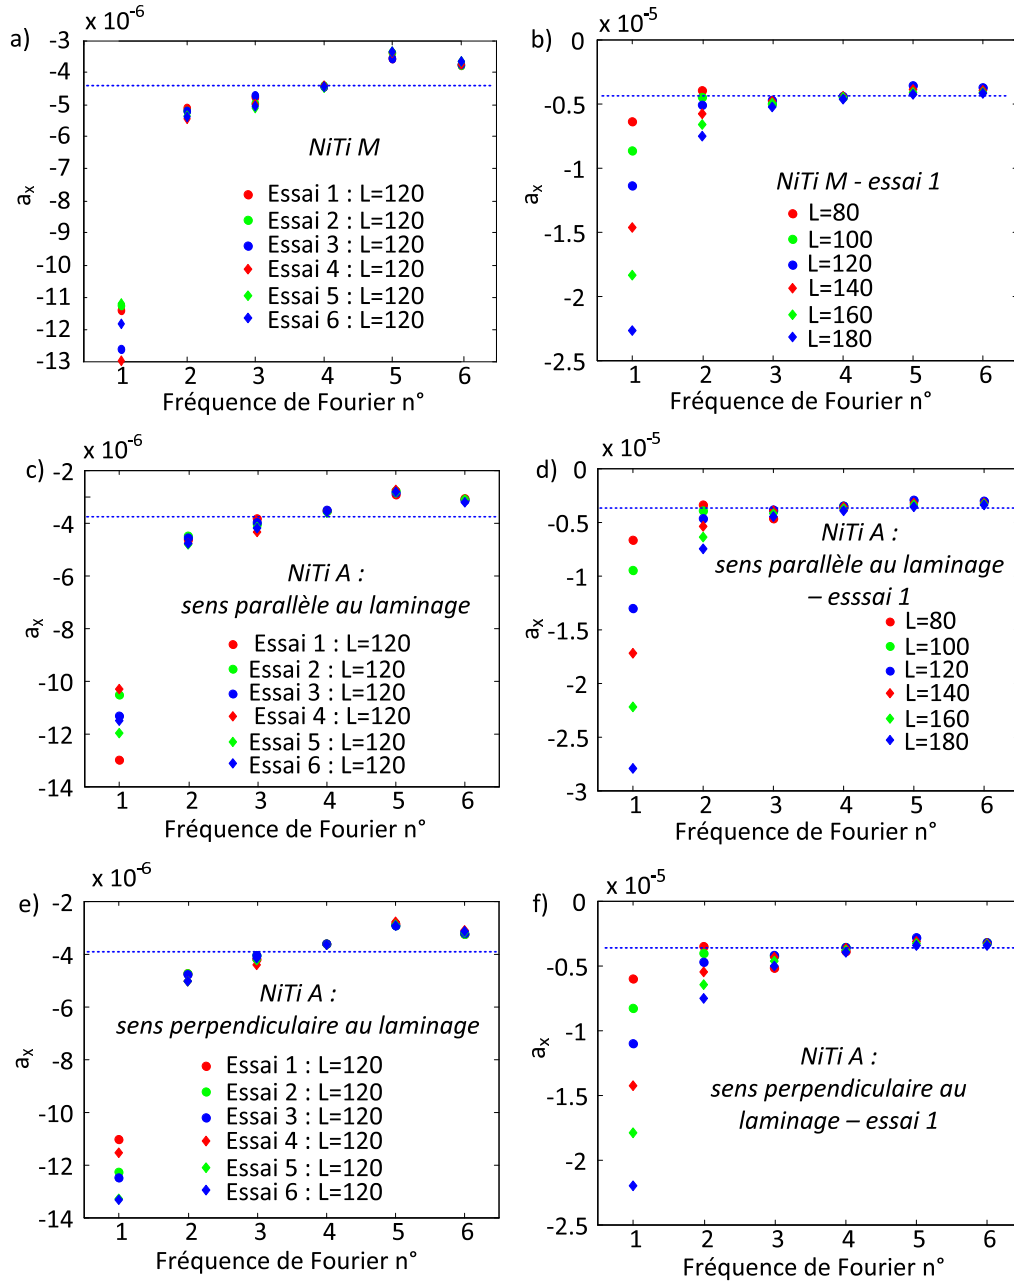 a)
x 10-6
-3
-4
-5
-6
-7
-8
-9
-10
-11
-12
-13
ax
NiTi M
Essai 1 : L=120
Essai 2 : L=120
Essai 3 : L=120
Essai 4 : L=120
Essai 5 : L=120
Essai 6 : L=120
1 2 3 4 5 6
Fréquence de Fourier n°
b)
x 10-5
0
-0.5
-1
-1.5
-2
-2.5
ax
NiTi M - essai 1
L=80
L=100
L=120
L=140
L=160
L=180
1 2 3 4 5 6
Fréquence de Fourier n°
c)
x 10-6
-2
-4
-6
-8
-10
-12
-14
ax
NiTi A :
sens parallèle au laminage
Essai 1 : L=120
Essai 2 : L=120
Essai 3 : L=120
Essai 4 : L=120
Essai 5 : L=120
Essai 6 : L=120
1 2 3 4 5 6
Fréquence de Fourier n°
d)
x 10-5
0
-0.5
-1
-1.5
-2
-2.5
-3
ax
NiTi A :
sens parallèle au laminage
– esssai 1
L=80
L=100
L=120
L=140
L=160
L=180
1 2 3 4 5 6
Fréquence de Fourier n°
e)
x 10-6
-2
-4
-6
-8
-10
-12
-14
ax
NiTi A :
sens perpendiculaire au laminage
Essai 1 : L=120
Essai 2 : L=120
Essai 3 : L=120
Essai 4 : L=120
Essai 5 : L=120
Essai 6 : L=120
1 2 3 4 5 6
Fréquence de Fourier n°
f)
x 10-5
0
-0.5
-1
-1.5
-2
-2.5
ax
NiTi A :
sens perpendiculaire au
laminage – essai 1
1 2 3 4 5 6
Fréquence de Fourier n°